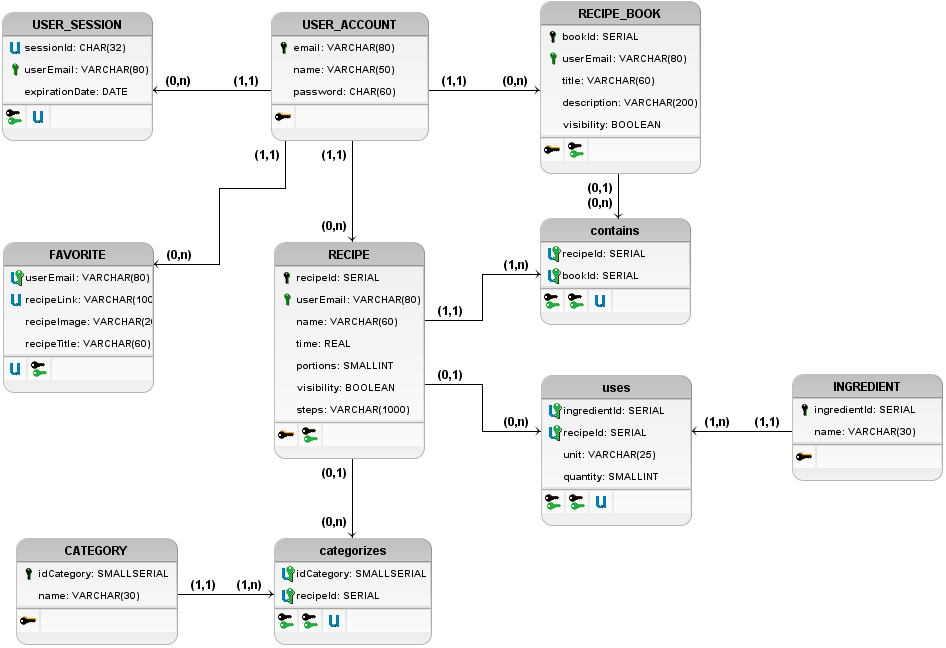 USER_SESSION
sessionId: CHAR(32)
userEmail: VARCHAR(80)
expirationDate: DATE
(0,n)
(1,1)
USER_ACCOUNT
email: VARCHAR(80)
name: VARCHAR(50)
password: CHAR(60)
(1,1)
(0,n)
RECIPE_BOOK
bookId: SERIAL
userEmail: VARCHAR(80)
title: VARCHAR(60)
description: VARCHAR(200)
visibility: BOOLEAN
(1,1)
(1,1)
(0,1)
(0,n)
(0,n)
(0,n)
FAVORITE
userEmail: VARCHAR(80)
recipeLink: VARCHAR(100
recipeImage: VARCHAR(20
recipeTitle: VARCHAR(60)
RECIPE
recipeId: SERIAL
userEmail: VARCHAR(80)
name: VARCHAR(60)
time: REAL
portions: SMALLINT
visibility: BOOLEAN
steps: VARCHAR(1000)
(1,n)
(1,1)
contains
recipeId: SERIAL
bookId: SERIAL
(0,1)
(0,n)
uses
ingredientId: SERIAL
recipeId: SERIAL
unit: VARCHAR(25)
quantity: SMALLINT
(1,n)
(1,1)
INGREDIENT
ingredientId: SERIAL
name: VARCHAR(30)
(0,1)
(0,n)
CATEGORY
idCategory: SMALLSERIAL
name: VARCHAR(30)
(1,1)
(1,n)
categorizes
idCategory: SMALLSERIAL
recipeId: SERIAL